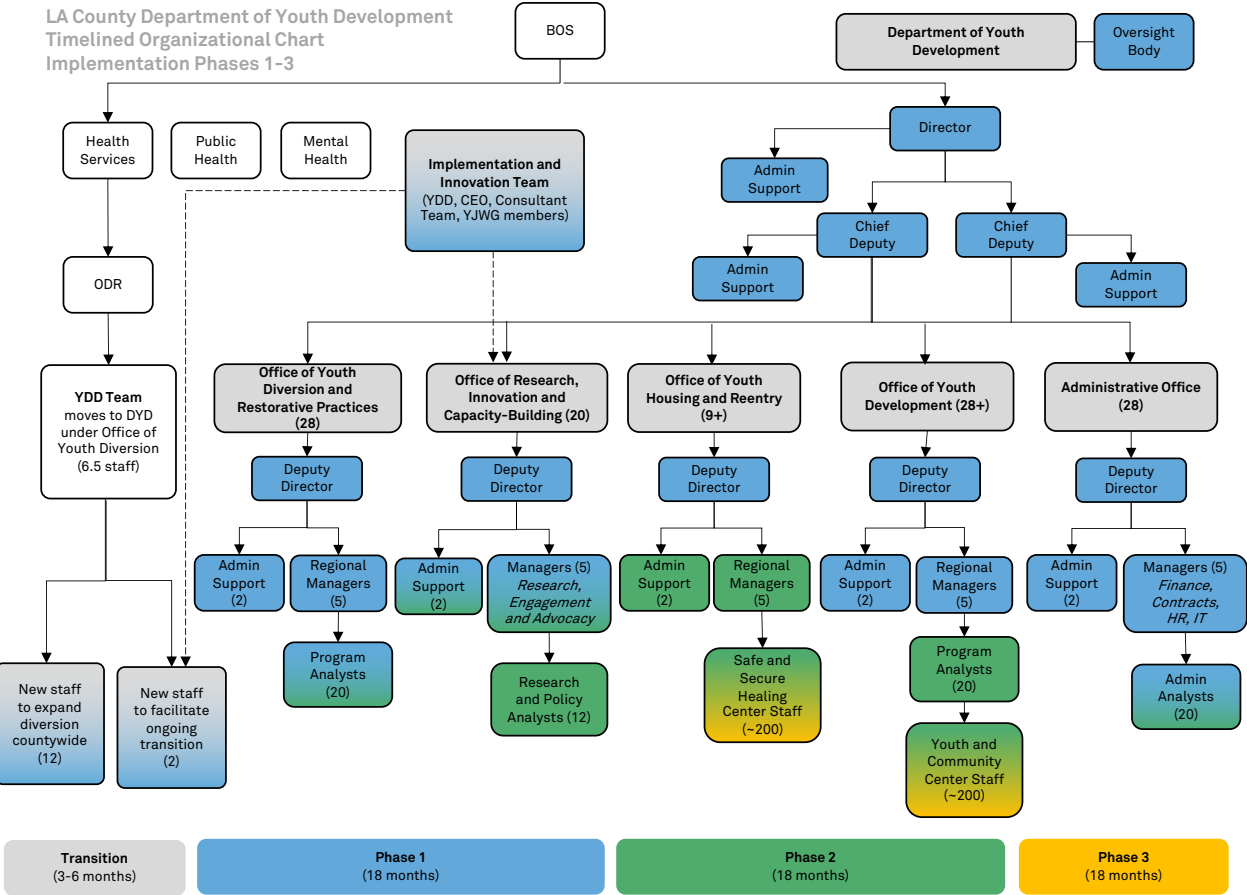 LA County Department of Youth Development
Timelined Organizational Chart
Implementation Phases 1-3
BOS
Department of Youth
Development
Oversight
Body
Health
Services
Public
Health
Mental
Health
Implementation and
Innovation Team
(YDD, CEO, Consultant
Team, YJWG members)
Director
Admin
Support
Chief
Deputy
Chief
Deputy
Admin
Support
Admin
Support
ODR
YDD Team
moves to DYD
under Office of
Youth Diversion
(6.5 staff)
Office of Youth
Diversion and
Restorative Practices
(28)
Office of Research,
Innovation and
Capacity-Building (20)
Office of Youth
Housing and Reentry
(9+)
Office of Youth
Development (28+)
Administrative Office
(28)
Deputy
Director
Deputy
Director
Deputy
Director
Deputy
Director
Deputy
Director
Admin
Support
(2)
Regional
Managers
(5)
Admin
Support
(2)
Managers (5)
Research,
Engagement
and Advocacy
Admin
Support
(2)
Regional
Managers
(5)
Admin
Support
(2)
Regional
Managers
(5)
Admin
Support
(2)
Managers (5)
Finance,
Contracts,
HR, IT
New staff
to expand
diversion
countywide
(12)
New staff
to facilitate
ongoing
transition
(2)
Program
Analysts
(20)
Research
and Policy
Analysts (12)
Safe and
Secure
Healing
Center Staff
(~200)
Program
Analysts
(20)
Youth and
Community
Center Staff
(~200)
Admin
Analysts
(20)
Transition
(3-6 months)
Phase 1
(18 months)
Phase 2
(18 months)
Phase 3
(18 months)